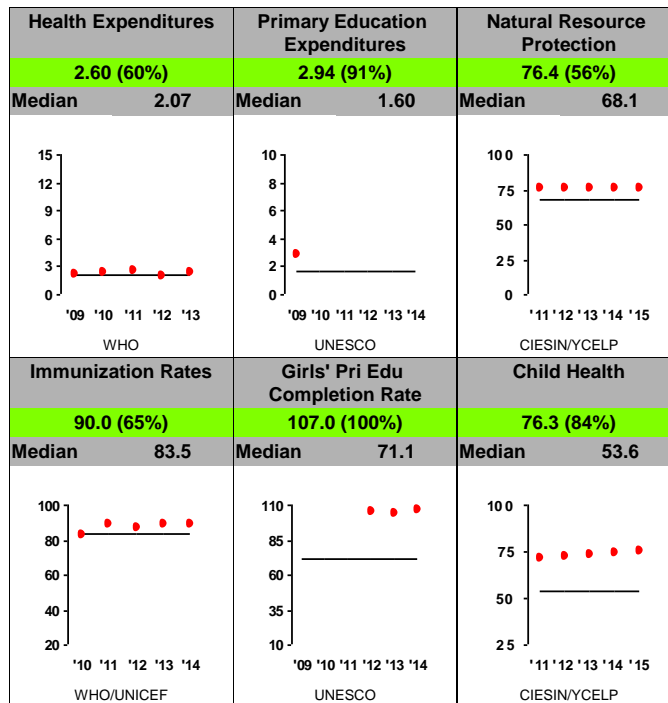 Health Expenditures
2.60 (60%)
Median 2.07
15
12
9
6
3
0
'09 '10 '11 '12 '13
WHO
Primary Education
Expenditures
2.94 (91%)
Median 1.60
10
8
6
4
2
0
'09 '10 '11 '12 '13 '14
UNESCO
Natural Resource
Protection
76.4 (56%)
Median 68.1
100
75
50
25
0
'11 '12 '13 '14 '15
CIESIN/YCELP
Immunization Rates
90.0 (65%)
Median 83.5
100
80
60
40
20
'10 '11 '12 '13 '14
WHO/UNICEF
Girls' Pri Edu
Completion Rate
107.0 (100%)
Median 71.1
110
85
60
35
10
'09 '10 '11 '12 '13 '14
UNESCO
Child Health
76.3 (84%)
Median 53.6
100
75
50
25
'11 '12 '13 '14 '15
CIESIN/YCELP